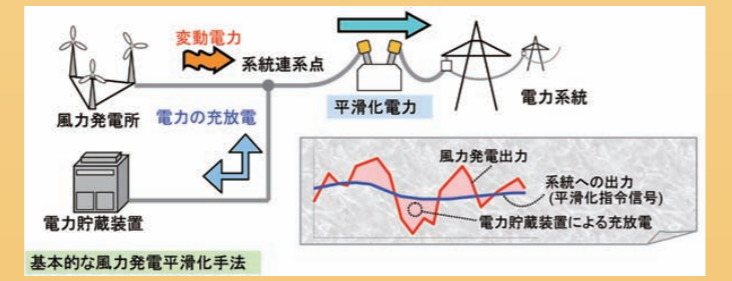 変動電力
系統連系点
風力発電所
電力の充放電
平滑化電力
電力系統
電力貯蔵装置
風力発電出力
系統への出力
(平滑化指令信号)
電力貯蔵装置による充放電
基本的な風力発電平滑化手法